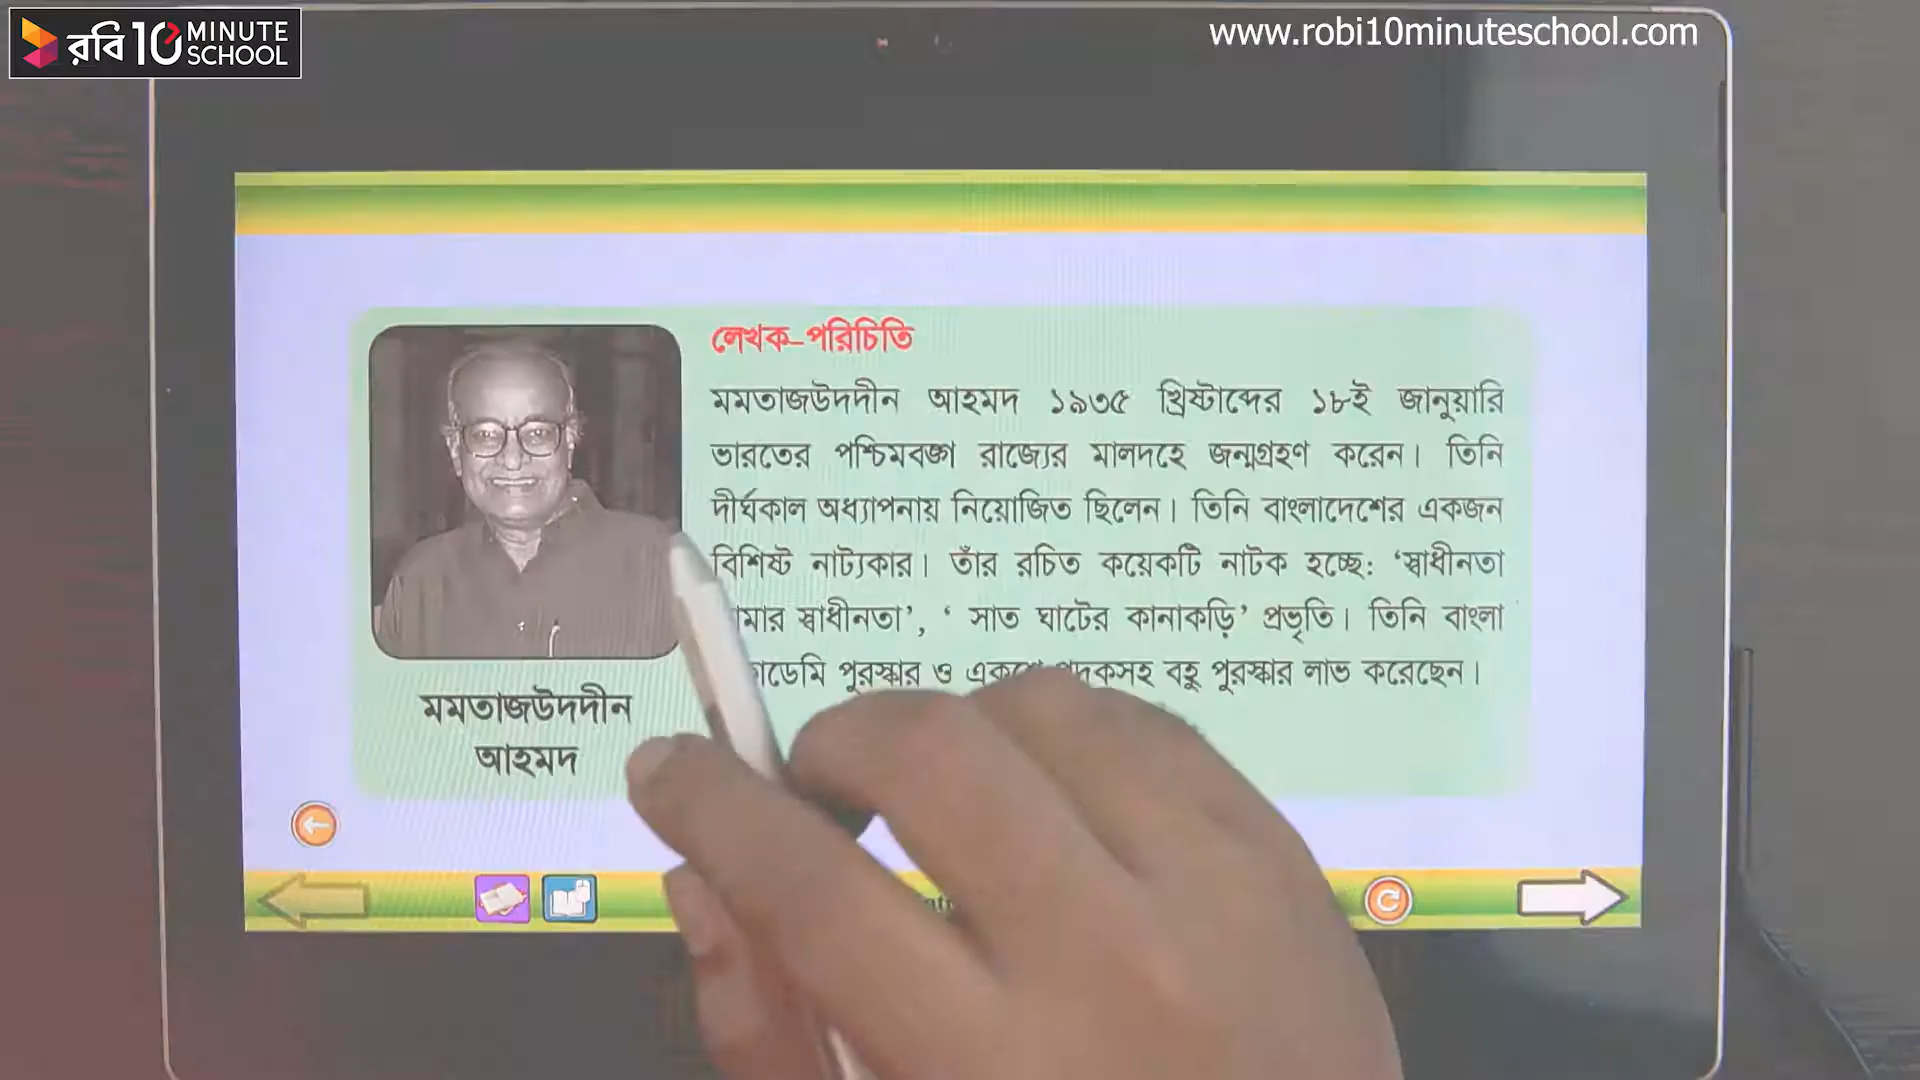 রবি 10 MINUTE SCHOOL
www.robi10minuteschool.com
লেখক-পরিচিতি
মমতাজউদদীন আহমদ ১৯৩৫ খ্রিষ্টাব্দের ১৮ই জানুয়ারি
ভারতের পশ্চিমবঙ্গ রাজ্যের মালদহে জন্মগ্রহণ করেন। তিনি
দীর্ঘকাল অধ্যাপনায় নিয়োজিত ছিলেন। তিনি বাংলাদেশের একজন
বিশিষ্ট নাট্যকার। তাঁর রচিত কয়েকটি নাটক হচ্ছে: ‘স্বাধীনতা
স্বাধীনতা’, ‘ সাত ঘাটের কানাকড়ি’ প্রভৃতি। তিনি বাংলা
পুরস্কার ও বহু পুরস্কার লাভ করেছেন।
মমতাজউদদীন
আহমদ